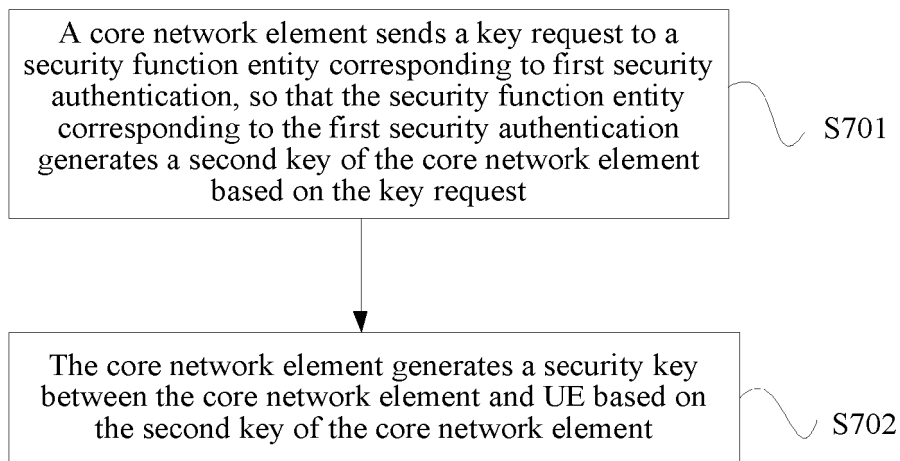 A core network element sends a key request to a
security function entity corresponding to first security
authentication, so that the security function entity
corresponding to the first security authentication
generates a second key of the core network element
based on the key request
S701
The core network element generates a security key
between the core network element and UE based on
the second key of the core network element
S702